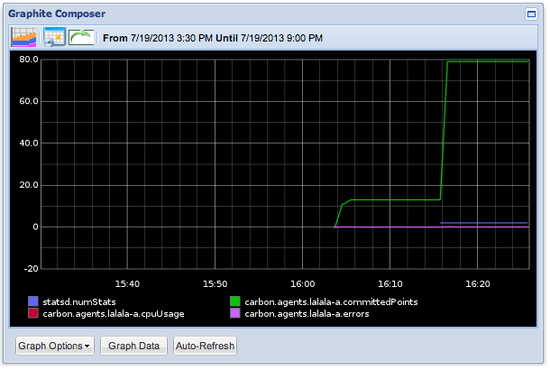 Graphite Composer
From 7/19/2013 3:30 PM Until 7/19/2013 9:00 PM
80.0
60.0
40.0
20.0
0
-20
15:40 15:50 16:00 16:10 16:20
statsd.numStats carbon.agents.lalala-a.committedPoints
carbon.agents.lalala-a.cpuUsage carbon.agents.lalala-a.errors
Graph Options Graph Data Auto-Refresh